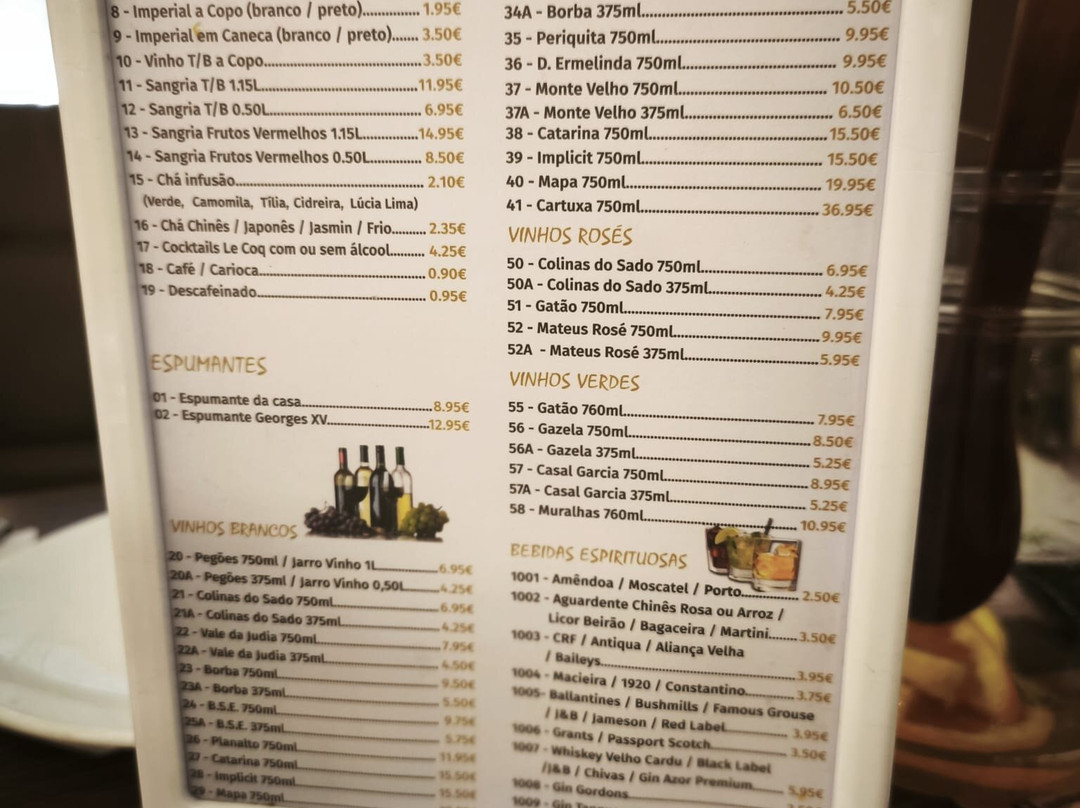 8 - Imperial a Copo (branco / preto).............. 1.95€
9 - Imperial em Caneca (branco / preto)....... 3.50€
10 - Vinho T/B a Copo.......................................3.50€
11 - Sangria T/B 1.15L.......................................11.95€
12 - Sangria T/B 0.50L...................................... 6.95€
13 - Sangria Frutos Vermelhos 1.15L.............14.95€
14 - Sangria Frutos Vermelhos 0.50L............ 8.50€
15 - Chá infusão............................................... 2.10€
(Verde, Camomila, Tília, Cidreira, Lúcia Lima)
16 - Chá Chinês / Japonês / Jasmin / Frio......... 2.35€
17 - Cocktails Le Coq com ou sem álcool......... 4.25€
18 - Café / Carioca.......................................... 0.90€
19 - Descafeinado.......................................... 0.95€
ESPUMANTES
01 - Espumante da casa.................................8.95€
02 - Espumante Georges XV..........................12.95€
VINHOS BRANCOS
20 - Pegões 750ml / Jarro Vinho 1L................6.95€
20A - Pegões 375ml / Jarro Vinho 0,50L.........4.25€
21 - Colinas do Sado 750ml...........................6.95€
21A - Colinas do Sado 375ml.........................4.25€
22 - Vale da Judia 750ml...............................7.95€
22A - Vale da Judia 375ml.............................4.50€
23 - Borba 750ml..........................................9.50€
23A - Borba 375ml........................................5.50€
24 - B.S.E. 750ml..........................................9.75€
25A - B.S.E. 375ml........................................5.75€
26 - Planalto 750ml......................................11.95€
27 - Catarina 750ml......................................15.50€
28 - Implicit 750ml.......................................15.50€
29 - Mapa 750ml
34A - Borba 375ml........................................ 5.50€
35 - Periquita 750ml..................................... 9.95€
36 - D. Ermelinda 750ml............................... 9.95€
37 - Monte Velho 750ml............................... 10.50€
37A - Monte Velho 375ml............................. 6.50€
38 - Catarina 750ml......................................15.50€
39 - Implicit 750ml....................................... 15.50€
40 - Mapa 750ml.......................................... 19.95€
41 - Cartuxa 750ml.......................................36.95€
VINHOS ROSÉS
50 - Colinas do Sado 750ml.......................... 6.95€
50A - Colinas do Sado 375ml........................ 4.25€
51 - Gatão 750ml.......................................... 7.95€
52 - Mateus Rosé 750ml...............................9.95€
52A - Mateus Rosé 375ml.............................5.95€
VINHOS VERDES
55 - Gatão 760ml.......................................... 7.95€
56 - Gazela 750ml.........................................8.50€
56A - Gazela 375ml...................................... 5.25€
57 - Casal Garcia 750ml................................8.95€
57A - Casal Garcia 375ml..............................5.25€
58 - Muralhas 760ml.................................... 10.95€
BEBIDAS ESPIRITUOSAS
1001 - Amêndoa / Moscatel / Porto............. 2.50€
1002 - Aguardente Chinês Rosa ou Arroz /
Licor Beirão / Bagaceira / Martini.......3.50€
1003 - CRF / Antiqua / Aliança Velha
/ Baileys...............................................3.95€
1004 - Macieira / 1920 / Constantino...........3.75€
1005- Ballantines / Bushmills / Famous Grouse
/ J&B / Jameson / Red Label................3.95€
1006 - Grants / Passport Scotch...................3.50€
1007 - Whiskey Velho Cardu / Black Label
/J&B / Chivas / Gin Azor Premium........5.95€
1008 - Gin Gordons
1009 - Gin